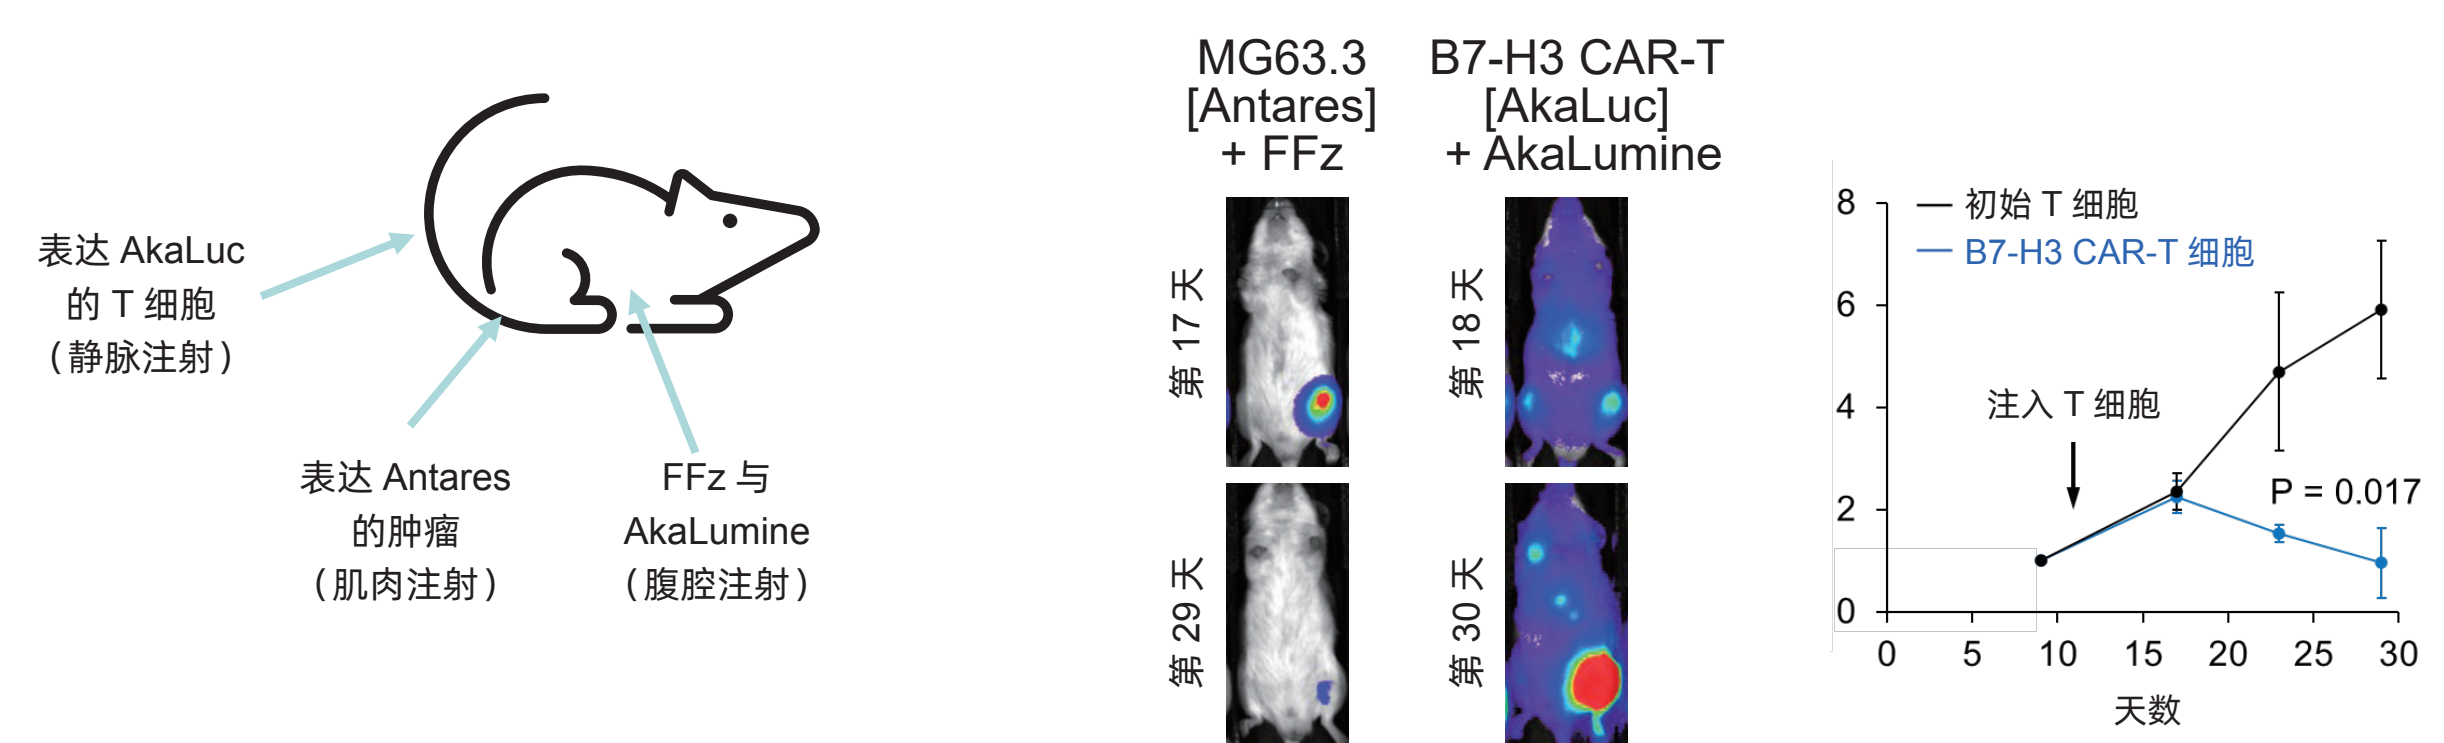 表达 AkaLuc
的 T 细胞
（静脉注射）
表达 Antares
的肿瘤
（肌肉注射）
FFz 与
AkaLumine
（腹腔注射）
MG63.3
[Antares]
+ FFz
B7-H3 CAR-T
[AkaLuc]
+ AkaLumine
第 17 天
第 18 天
第 29 天
第 30 天
8
6
4
2
0
初始 T 细胞
B7-H3 CAR-T 细胞
注入 T 细胞
P = 0.017
0 5 10 15 20 25 30
天数